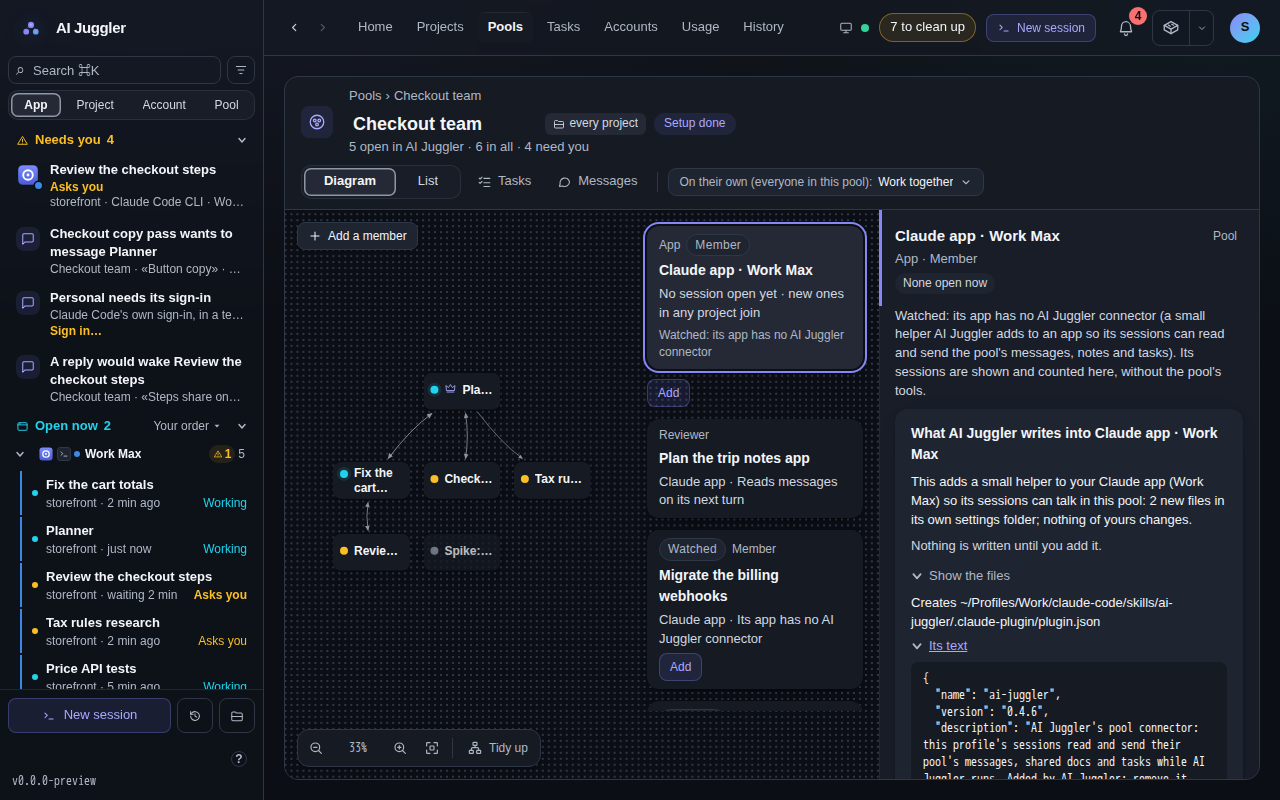 AI Juggler
Search ⌘K
App
Project
Account
Pool
Needs you 4
Review the checkout steps
Asks you
storefront · Claude Code CLI · Wo…
Checkout copy pass wants to
message Planner
Checkout team · «Button copy» · …
Personal needs its sign-in
Claude Code's own sign-in, in a te…
Sign in…
A reply would wake Review the
checkout steps
Checkout team · «Steps share on…
Open now 2
Your order
Work Max
1
5
Fix the cart totals
storefront · 2 min ago
Working
Planner
storefront · just now
Working
Review the checkout steps
storefront · waiting 2 min
Asks you
Tax rules research
storefront · 2 min ago
Asks you
Price API tests
storefront · 5 min ago
Working
New session
?
v0.0.0-preview
Home
Projects
Pools
Tasks
Accounts
Usage
History
7 to clean up
New session
4
S
Pools › Checkout team
Checkout team
every project
Setup done
5 open in AI Juggler · 6 in all · 4 need you
Diagram
List
Tasks
Messages
On their own (everyone in this pool): Work together
Add a member
Pla…
Fix the
cart…
Check…
Tax ru…
Revie…
Spike:…
33%
Tidy up
App
Member
Claude app · Work Max
No session open yet · new ones
in any project join
Watched: its app has no AI Juggler
connector
Add
Reviewer
Plan the trip notes app
Claude app · Reads messages
on its next turn
Watched
Member
Migrate the billing
webhooks
Claude app · Its app has no AI
Juggler connector
Add
Claude app · Work Max
Pool
App · Member
None open now
Watched: its app has no AI Juggler connector (a small
helper AI Juggler adds to an app so its sessions can read
and send the pool's messages, notes and tasks). Its
sessions are shown and counted here, without the pool's
tools.
What AI Juggler writes into Claude app · Work
Max
This adds a small helper to your Claude app (Work
Max) so its sessions can talk in this pool: 2 new files in
its own settings folder; nothing of yours changes.
Nothing is written until you add it.
Show the files
Creates ~/Profiles/Work/claude-code/skills/ai-
juggler/.claude-plugin/plugin.json
Its text
{
"name": "ai-juggler",
"version": "0.4.6",
"description": "AI Juggler's pool connector:
this profile's sessions read and send their
pool's messages, shared docs and tasks while AI
Juggler runs. Added by AI Juggler; remove it